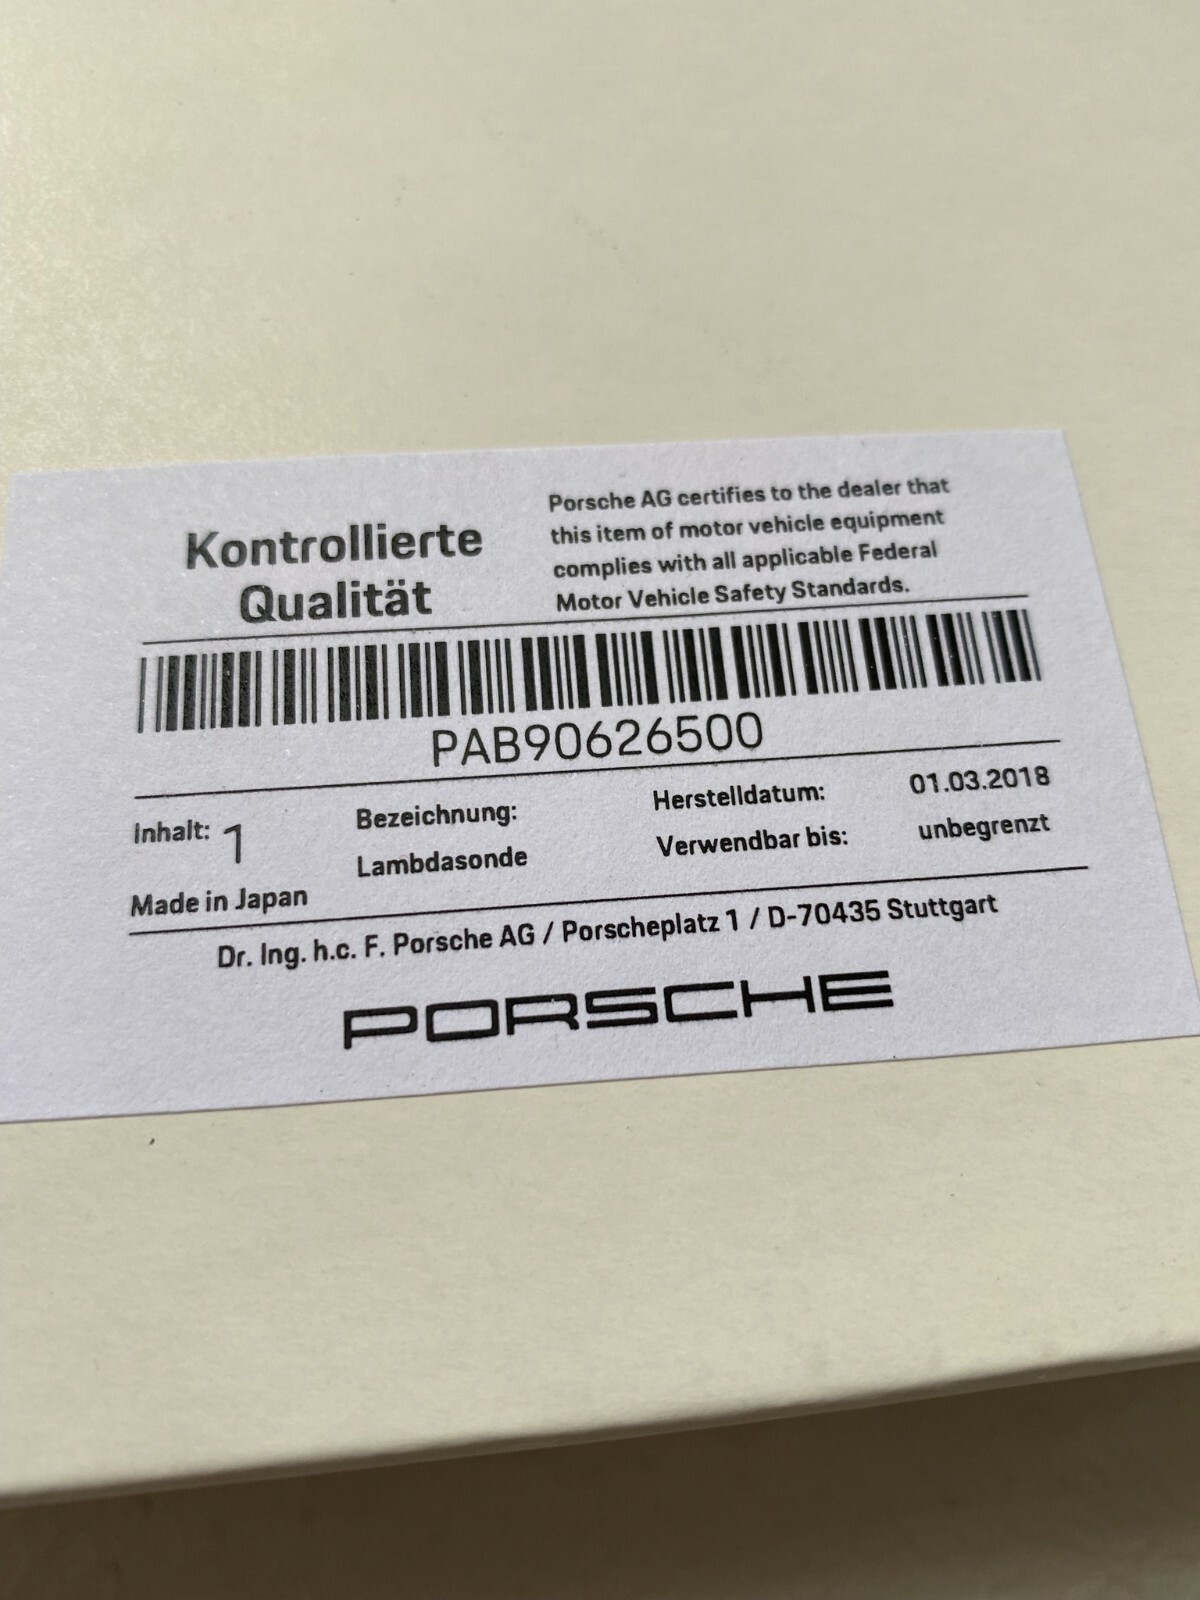 Kontrollierte
Qualität
Porsche AG certifies to the dealer that
this item of motor vehicle equipment
complies with all applicable Federal
Motor Vehicle Safety Standards.
PAB90626500
Inhalt: 1
Made in Japan
Bezeichnung:
Lambdasonde
Herstelldatum: 01.03.2018
Verwendbar bis: unbegrenzt
Dr. Ing. h.c. F. Porsche AG / Porscheplatz 1 / D-70435 Stuttgart
PORSCHE